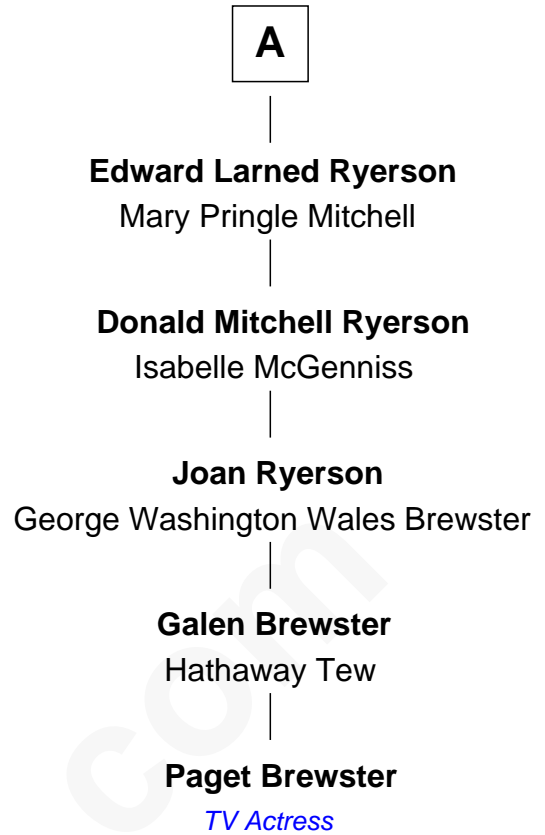 A
Edward Larned Ryerson
Mary Pringle Mitchell
Donald Mitchell Ryerson
Isabelle McGenniss
Joan Ryerson
George Washington Wales Brewster
Galen Brewster
Hathaway Tew
Paget Brewster
TV Actress
com